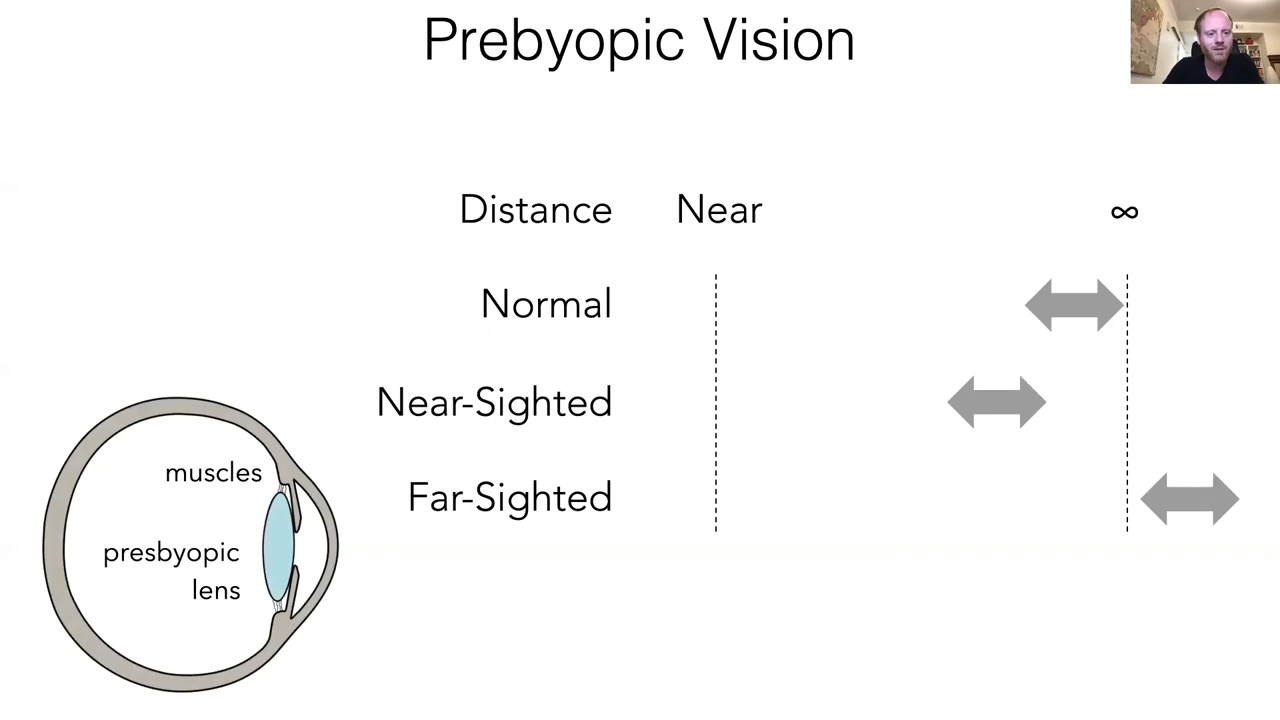 Prebyopic Vision
Distance Near ∞
Normal
Near-Sighted
Far-Sighted
muscles
presbyopic
lens